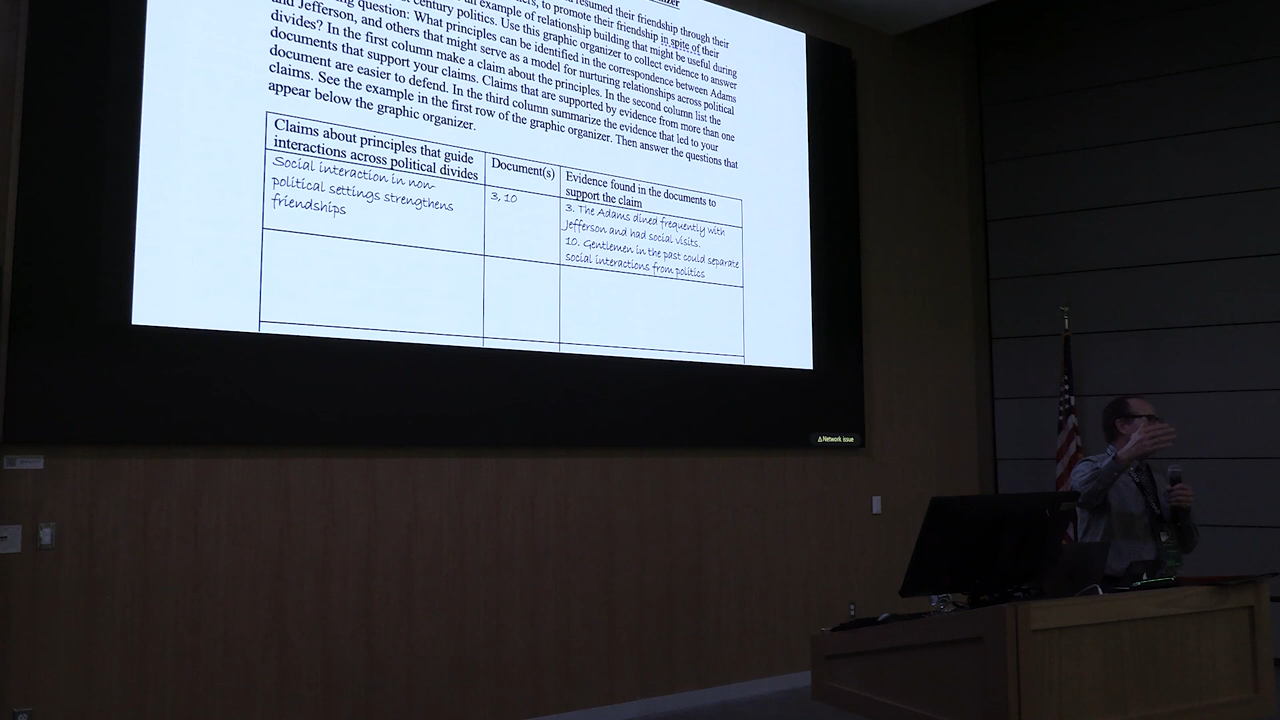 resumed their friendship through their
to promote their friendship in spite of their
an example of relationship building that might be useful during
century politics. Use this graphic organizer to collect evidence to answer
question: What principles can be identified in the correspondence between Adams
and Jefferson, and others that might serve as a model for nurturing relationships across political
divides? In the first column make a claim about the principles. In the second column list the
documents that support your claims. Claims that are supported by evidence from more than one
document are easier to defend. In the third column summarize the evidence that led to your
claims. See the example in the first row of the graphic organizer. Then answer the questions that
appear below the graphic organizer.
Claims about principles that guide
interactions across political divides
Document(s)
Evidence found in the documents to
support the claim
Social interaction in non-
political settings strengthens
friendships
3, 10
3. The Adams dined frequently with
Jefferson and had social visits.
10. Gentlemen in the past could separate
social interactions from politics
Network issue